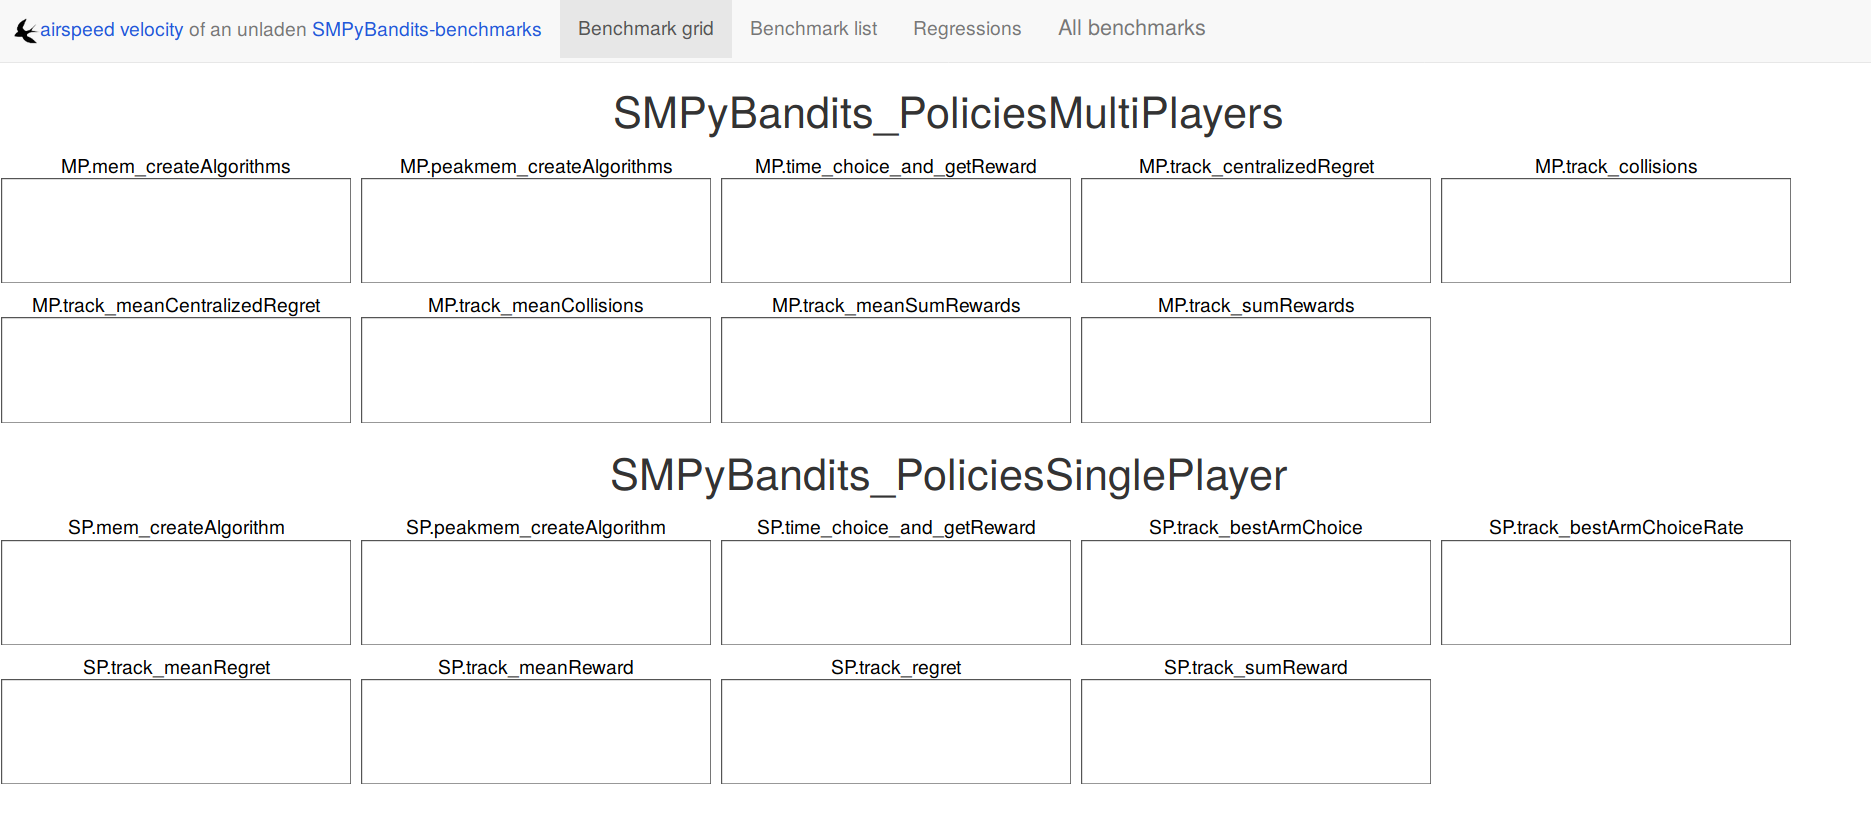 airspeed velocity of an unladen SMPyBandits-benchmarks Benchmark grid Benchmark list Regressions All benchmarks
SMPyBandits_PoliciesMultiPlayers
MP.mem_createAlgorithms MP.peakmem_createAlgorithms MP.time_choice_and_getReward MP.track_centralizedRegret MP.track_collisions
MP.track_meanCentralizedRegret MP.track_meanCollisions MP.track_meanSumRewards MP.track_sumRewards
SMPyBandits_PoliciesSinglePlayer
SP.mem_createAlgorithm SP.peakmem_createAlgorithm SP.time_choice_and_getReward SP.track_bestArmChoice SP.track_bestArmChoiceRate
SP.track_meanRegret SP.track_meanReward SP.track_regret SP.track_sumReward